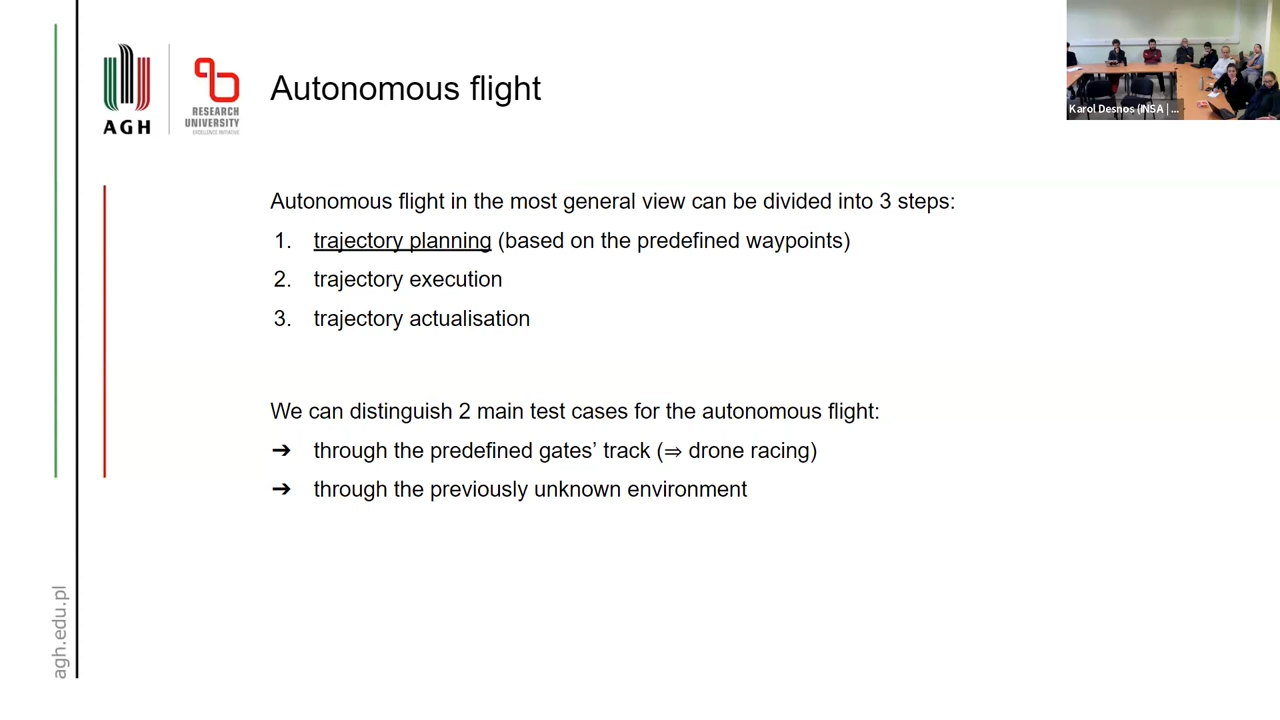 AGH
RESEARCH
UNIVERSITY
EXCELLENCE INITIATIVE
Autonomous flight
Karol Desnos (INSA | ...
Autonomous flight in the most general view can be divided into 3 steps:
1. trajectory planning (based on the predefined waypoints)
2. trajectory execution
3. trajectory actualisation
We can distinguish 2 main test cases for the autonomous flight:
➔ through the predefined gates’ track (⇒ drone racing)
➔ through the previously unknown environment
agh.edu.pl